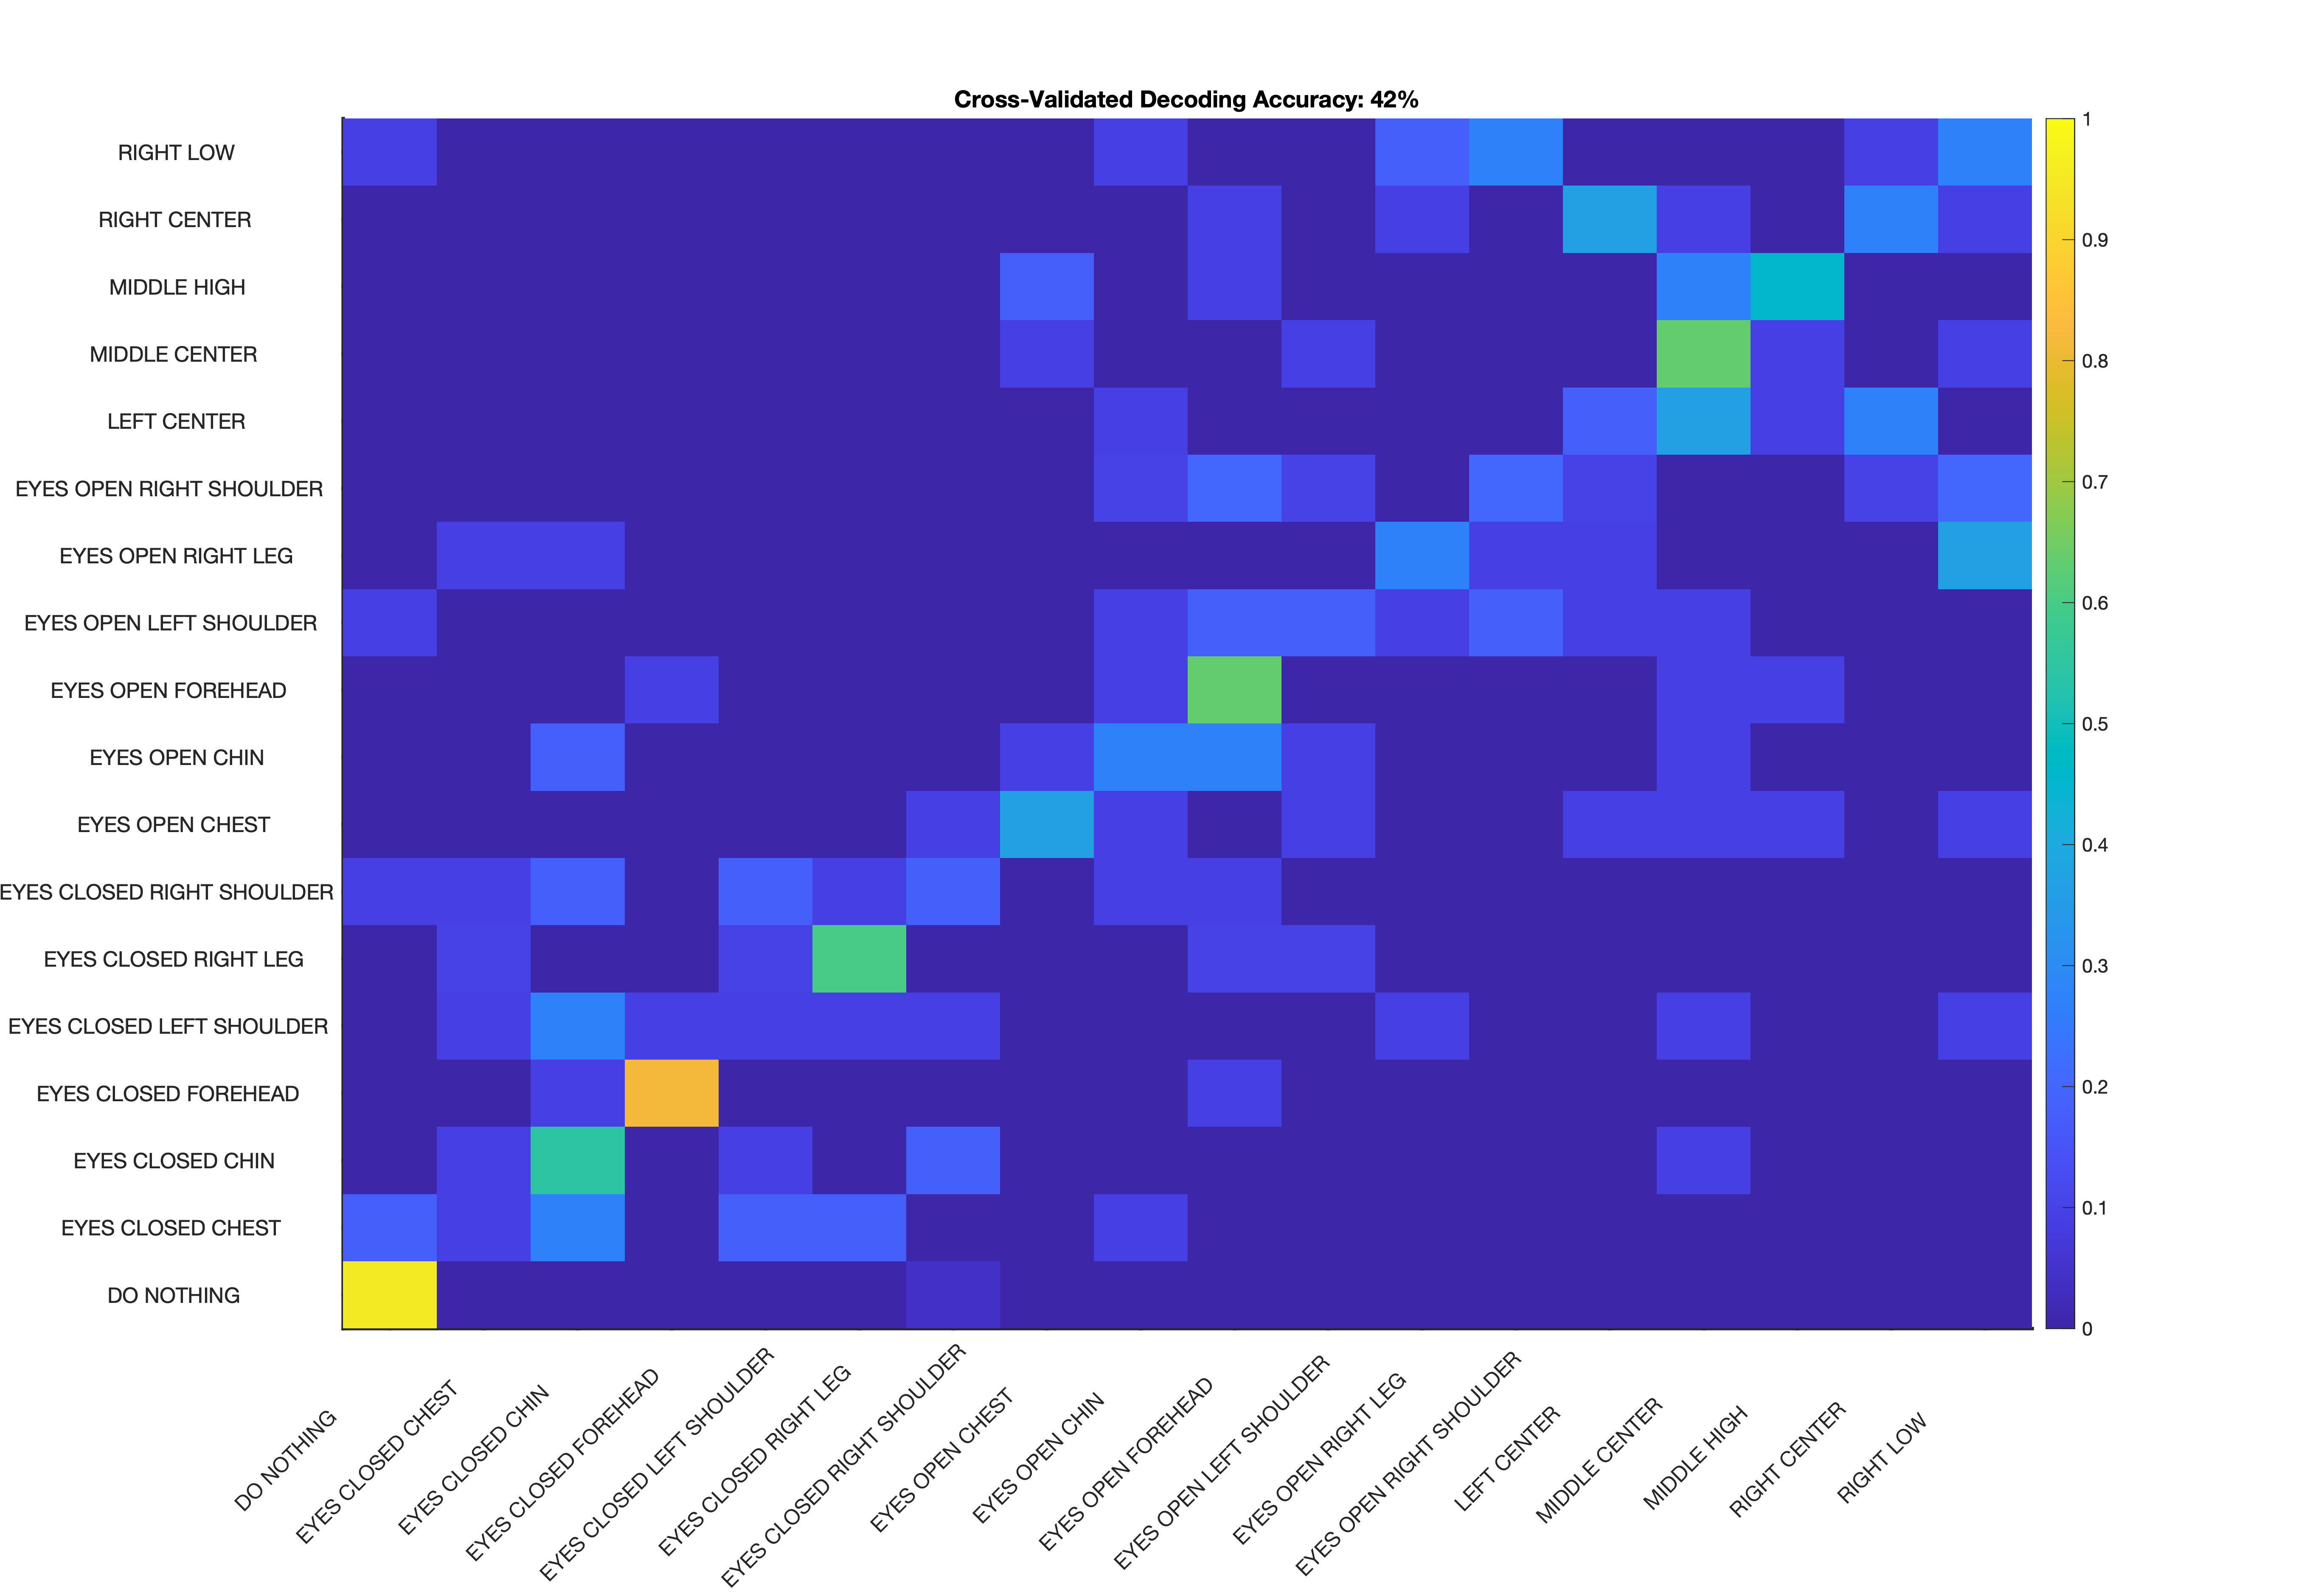 Cross-Validated Decoding Accuracy: 42%
RIGHT LOW
RIGHT CENTER
MIDDLE HIGH
MIDDLE CENTER
LEFT CENTER
EYES OPEN RIGHT SHOULDER
EYES OPEN RIGHT LEG
EYES OPEN LEFT SHOULDER
EYES OPEN FOREHEAD
EYES OPEN CHIN
EYES OPEN CHEST
EYES CLOSED RIGHT SHOULDER
EYES CLOSED RIGHT LEG
EYES CLOSED LEFT SHOULDER
EYES CLOSED FOREHEAD
EYES CLOSED CHIN
EYES CLOSED CHEST
DO NOTHING
1
0.9
0.8
0.7
0.6
0.5
0.4
0.3
0.2
0.1
0
DO NOTHING
EYES CLOSED CHEST
EYES CLOSED CHIN
EYES CLOSED FOREHEAD
EYES CLOSED LEFT SHOULDER
EYES CLOSED RIGHT LEG
EYES CLOSED RIGHT SHOULDER
EYES OPEN CHEST
EYES OPEN CHIN
EYES OPEN FOREHEAD
EYES OPEN LEFT SHOULDER
EYES OPEN RIGHT LEG
EYES OPEN RIGHT SHOULDER
LEFT CENTER
MIDDLE CENTER
MIDDLE HIGH
RIGHT CENTER
RIGHT LOW